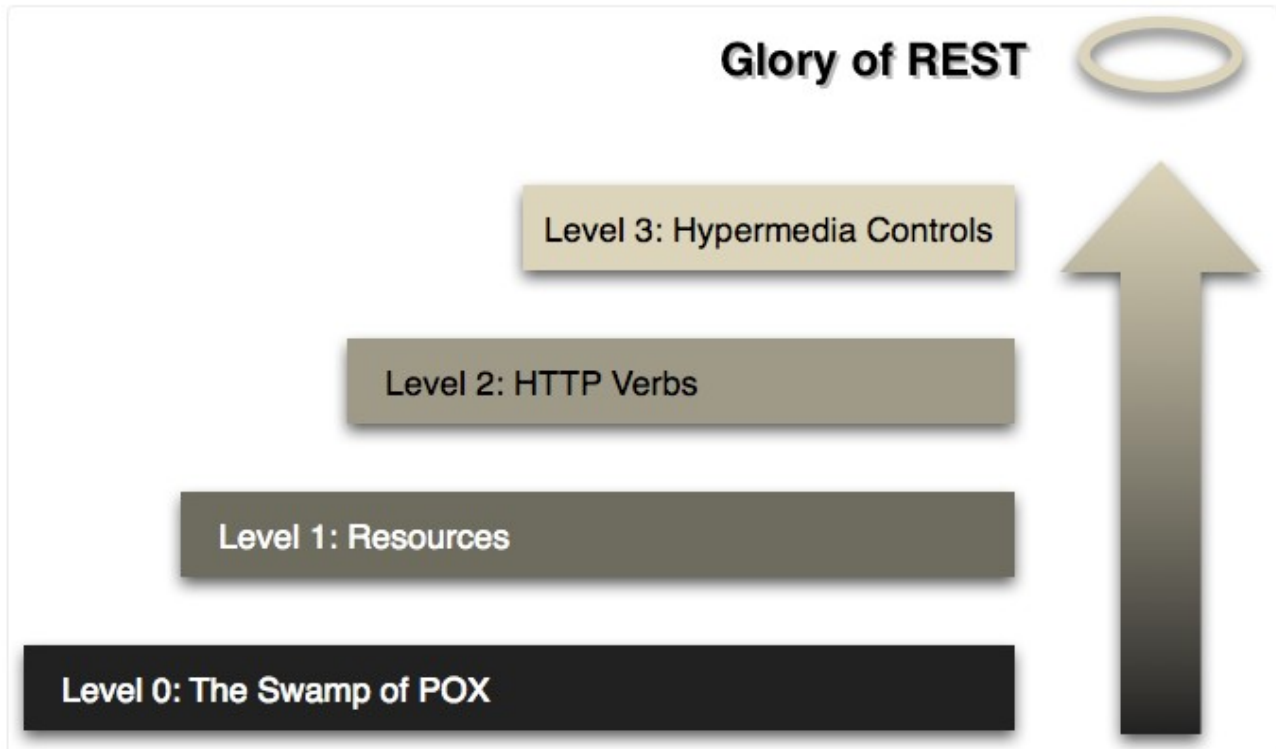 Glory of REST
Level 3: Hypermedia Controls
Level 2: HTTP Verbs
Level 1: Resources
Level 0: The Swamp of POX